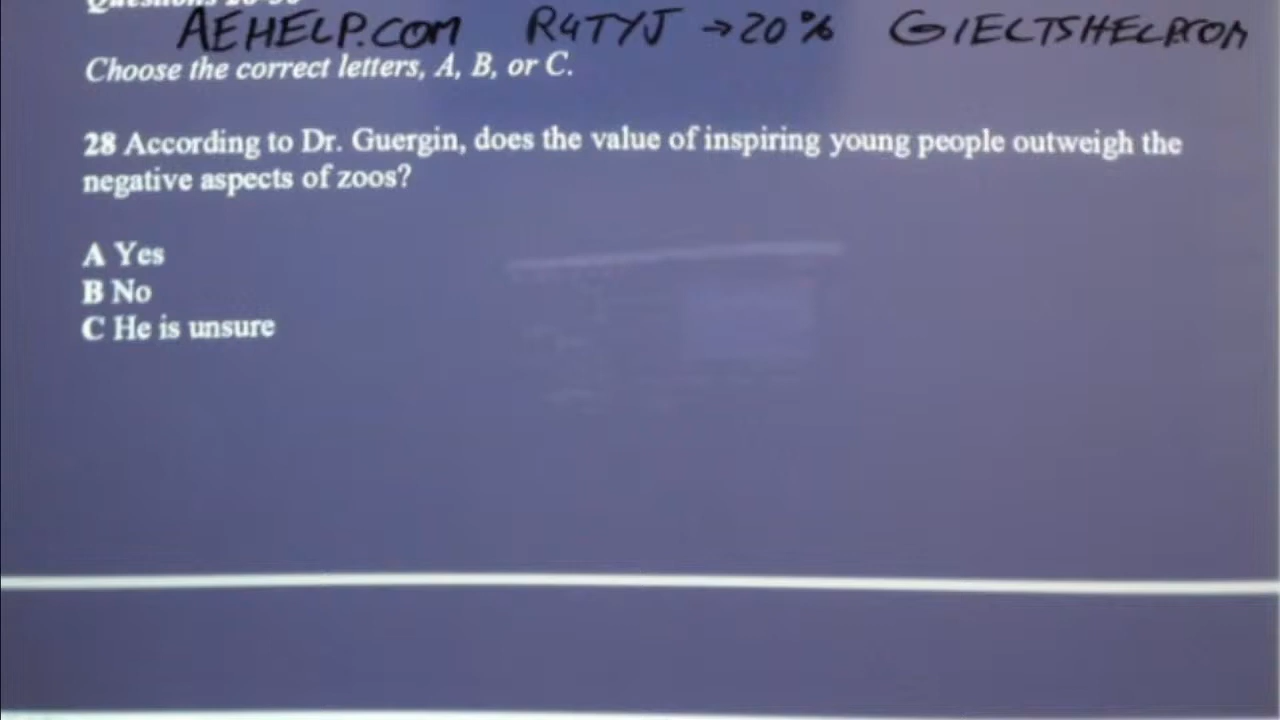 AEHELP.COM R4TYJ → 20% GIELTSHELP.COM
Choose the correct letters, A, B, or C.
28 According to Dr. Guergin, does the value of inspiring young people outweigh the
negative aspects of zoos?
A Yes
B No
C He is unsure